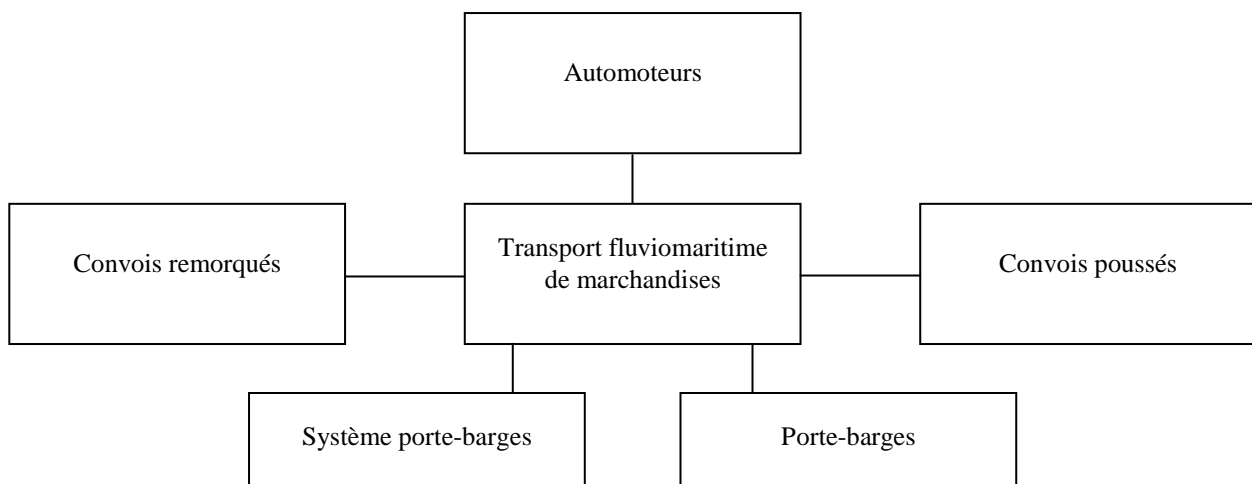 Automoteurs
Convois remorqués
Transport fluviomaritime
de marchandises
Convois poussés
Système porte-barges
Porte-barges